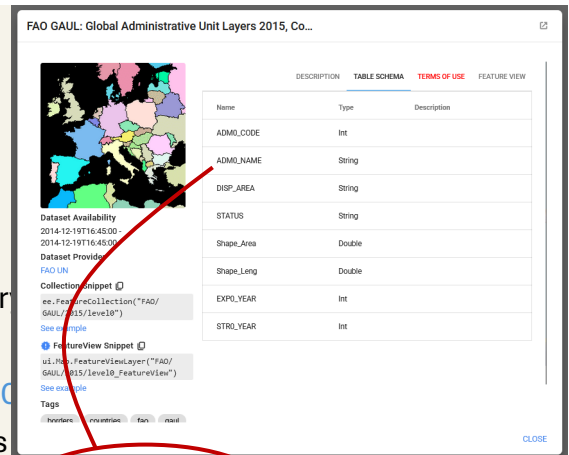 FAO GAUL: Global Administrative Unit Layers 2015, Co...
DESCRIPTION TABLE SCHEMA TERMS OF USE FEATURE VIEW
Name Type Description
ADM0_CODE Int
ADM0_NAME String
DISP_AREA String
STATUS String
Shape_Area Double
Shape_Leng Double
EXP0_YEAR Int
STR0_YEAR Int
Dataset Availability
2014-12-19T16:45:00 -
2014-12-19T16:45:00
Dataset Provider
FAO UN
Collection Snippet
ee.FeatureCollection("FAO/
GAUL/2015/level0")
See example
FeatureView Snippet
ui.Map.FeatureViewLayer("FAO/
GAUL/2015/level0_FeatureView")
See example
Tags
borders countries fao gaul
CLOSE